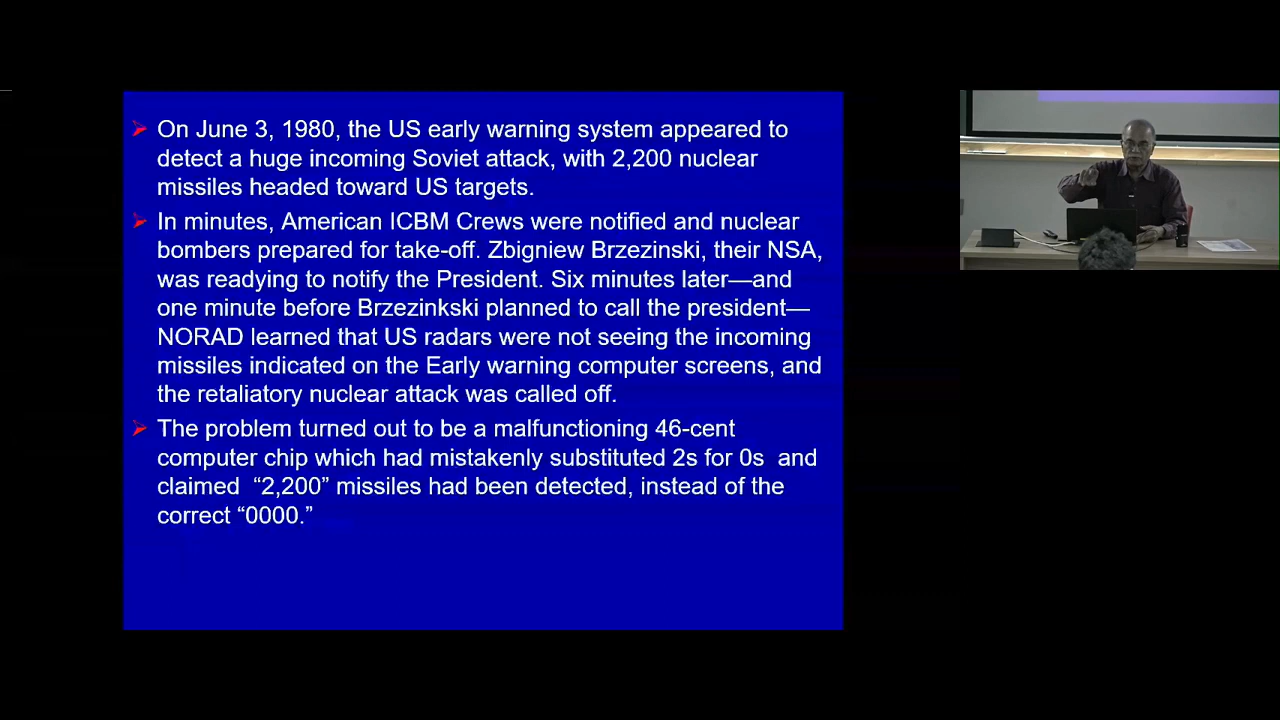 On June 3, 1980, the US early warning system appeared to
detect a huge incoming Soviet attack, with 2,200 nuclear
missiles headed toward US targets.
In minutes, American ICBM Crews were notified and nuclear
bombers prepared for take-off. Zbigniew Brzezinski, their NSA,
was readying to notify the President. Six minutes later—and
one minute before Brzezinkski planned to call the president—
NORAD learned that US radars were not seeing the incoming
missiles indicated on the Early warning computer screens, and
the retaliatory nuclear attack was called off.
The problem turned out to be a malfunctioning 46-cent
computer chip which had mistakenly substituted 2s for 0s and
claimed “2,200” missiles had been detected, instead of the
correct “0000.”